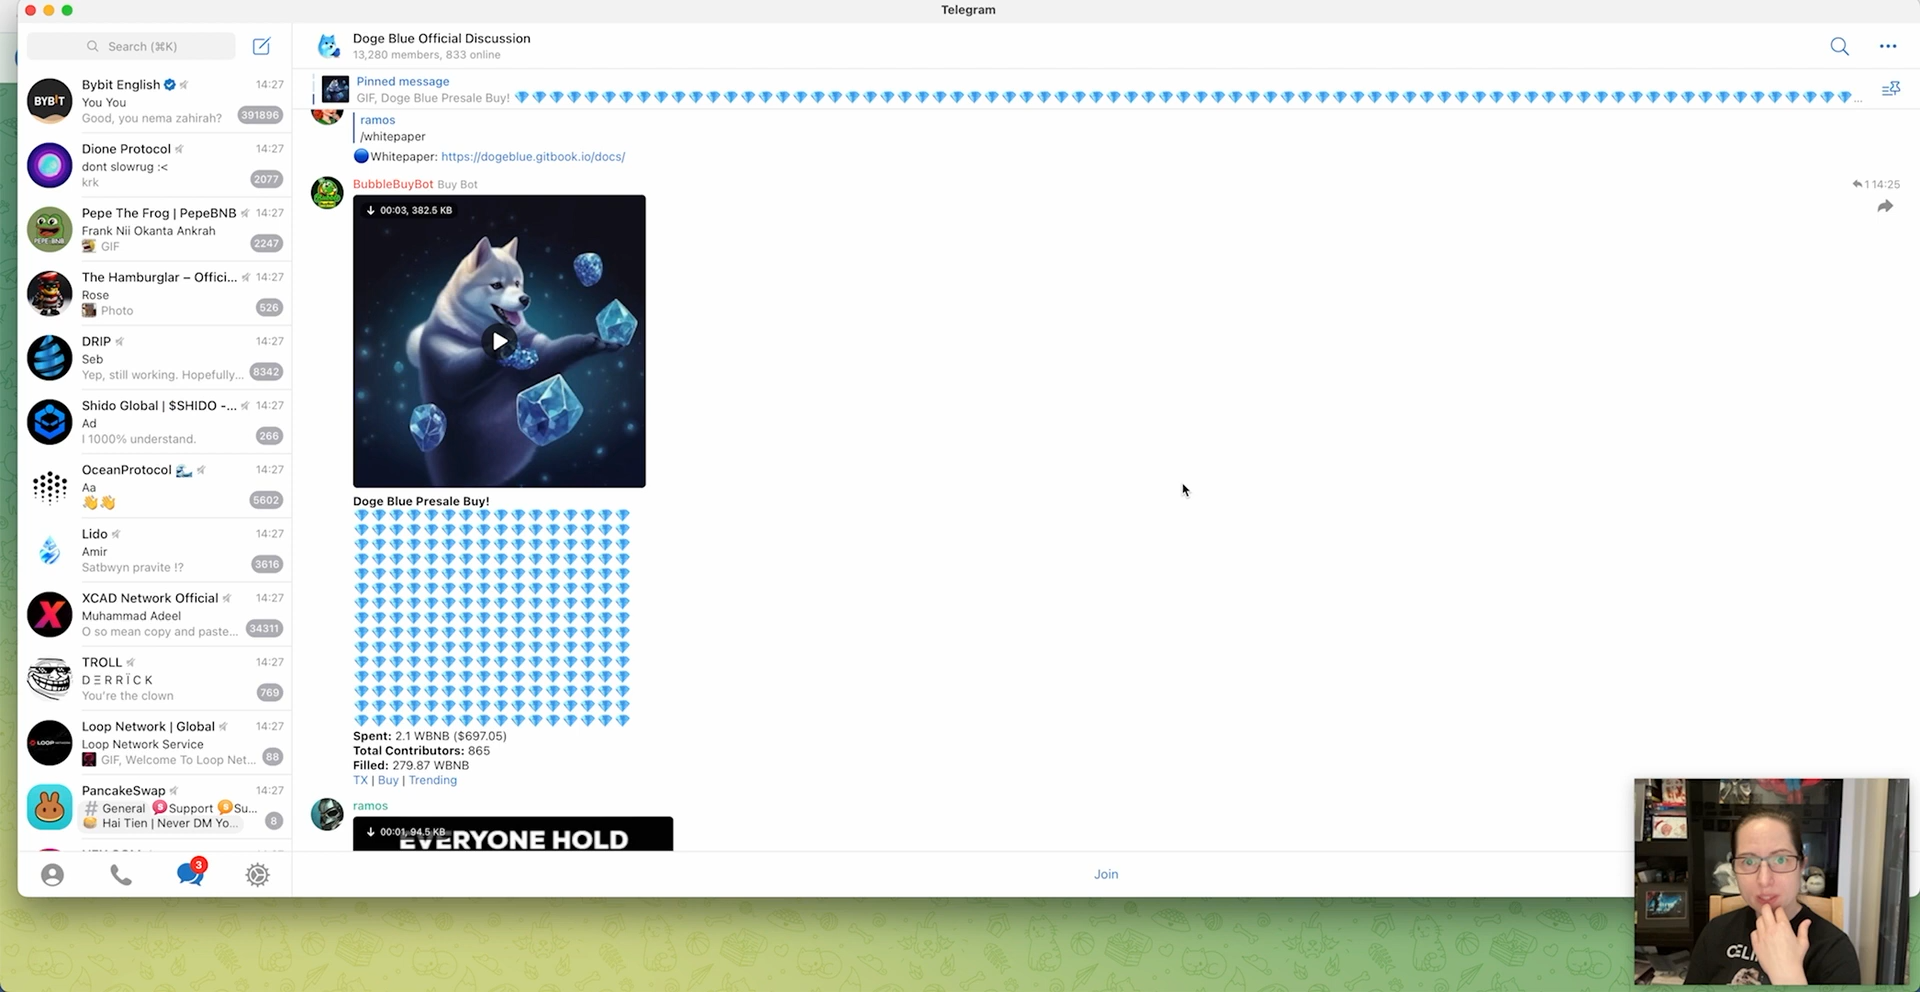 Telegram
Search (⌘K)
Bybit English 14:27
You You
Good, you nema zahirah? 391896
Dione Protocol 14:27
dont slowrug :<
krk 2077
Pepe The Frog | PepeBNB 14:27
Frank Nii Okanta Ankrah
GIF 2247
The Hamburglar – Offici... 14:27
Rose
Photo 526
DRIP 14:27
Seb
Yep, still working. Hopefully... 8342
Shido Global | $SHIDO -... 14:27
Ad
I 1000% understand. 266
OceanProtocol 🌊 14:27
Aa
👋👋 5602
Lido 14:27
Amir
Satbwyn pravite !? 3616
XCAD Network Official 14:27
Muhammad Adeel
O so mean copy and paste... 34311
TROLL 14:27
DΞRRÏCK
You're the clown 769
Loop Network | Global 14:27
Loop Network Service
GIF, Welcome To Loop Net... 88
PancakeSwap 14:27
# General Support Su...
Hai Tien | Never DM Yo... 8
3
BYBIT
PEPE BNB
LOOP
Doge Blue Official Discussion
13,280 members, 833 online
Pinned message
GIF, Doge Blue Presale Buy!
ramos
/whitepaper
Whitepaper: https://dogeblue.gitbook.io/docs/
BubbleBuyBot Buy Bot 1 14:25
00:03, 382.5 KB
Doge Blue Presale Buy!
Spent: 2.1 WBNB ($697.05)
Total Contributors: 865
Filled: 279.87 WBNB
TX | Buy | Trending
ramos
00:01, 94.5 KB
EVERYONE HOLD
Join